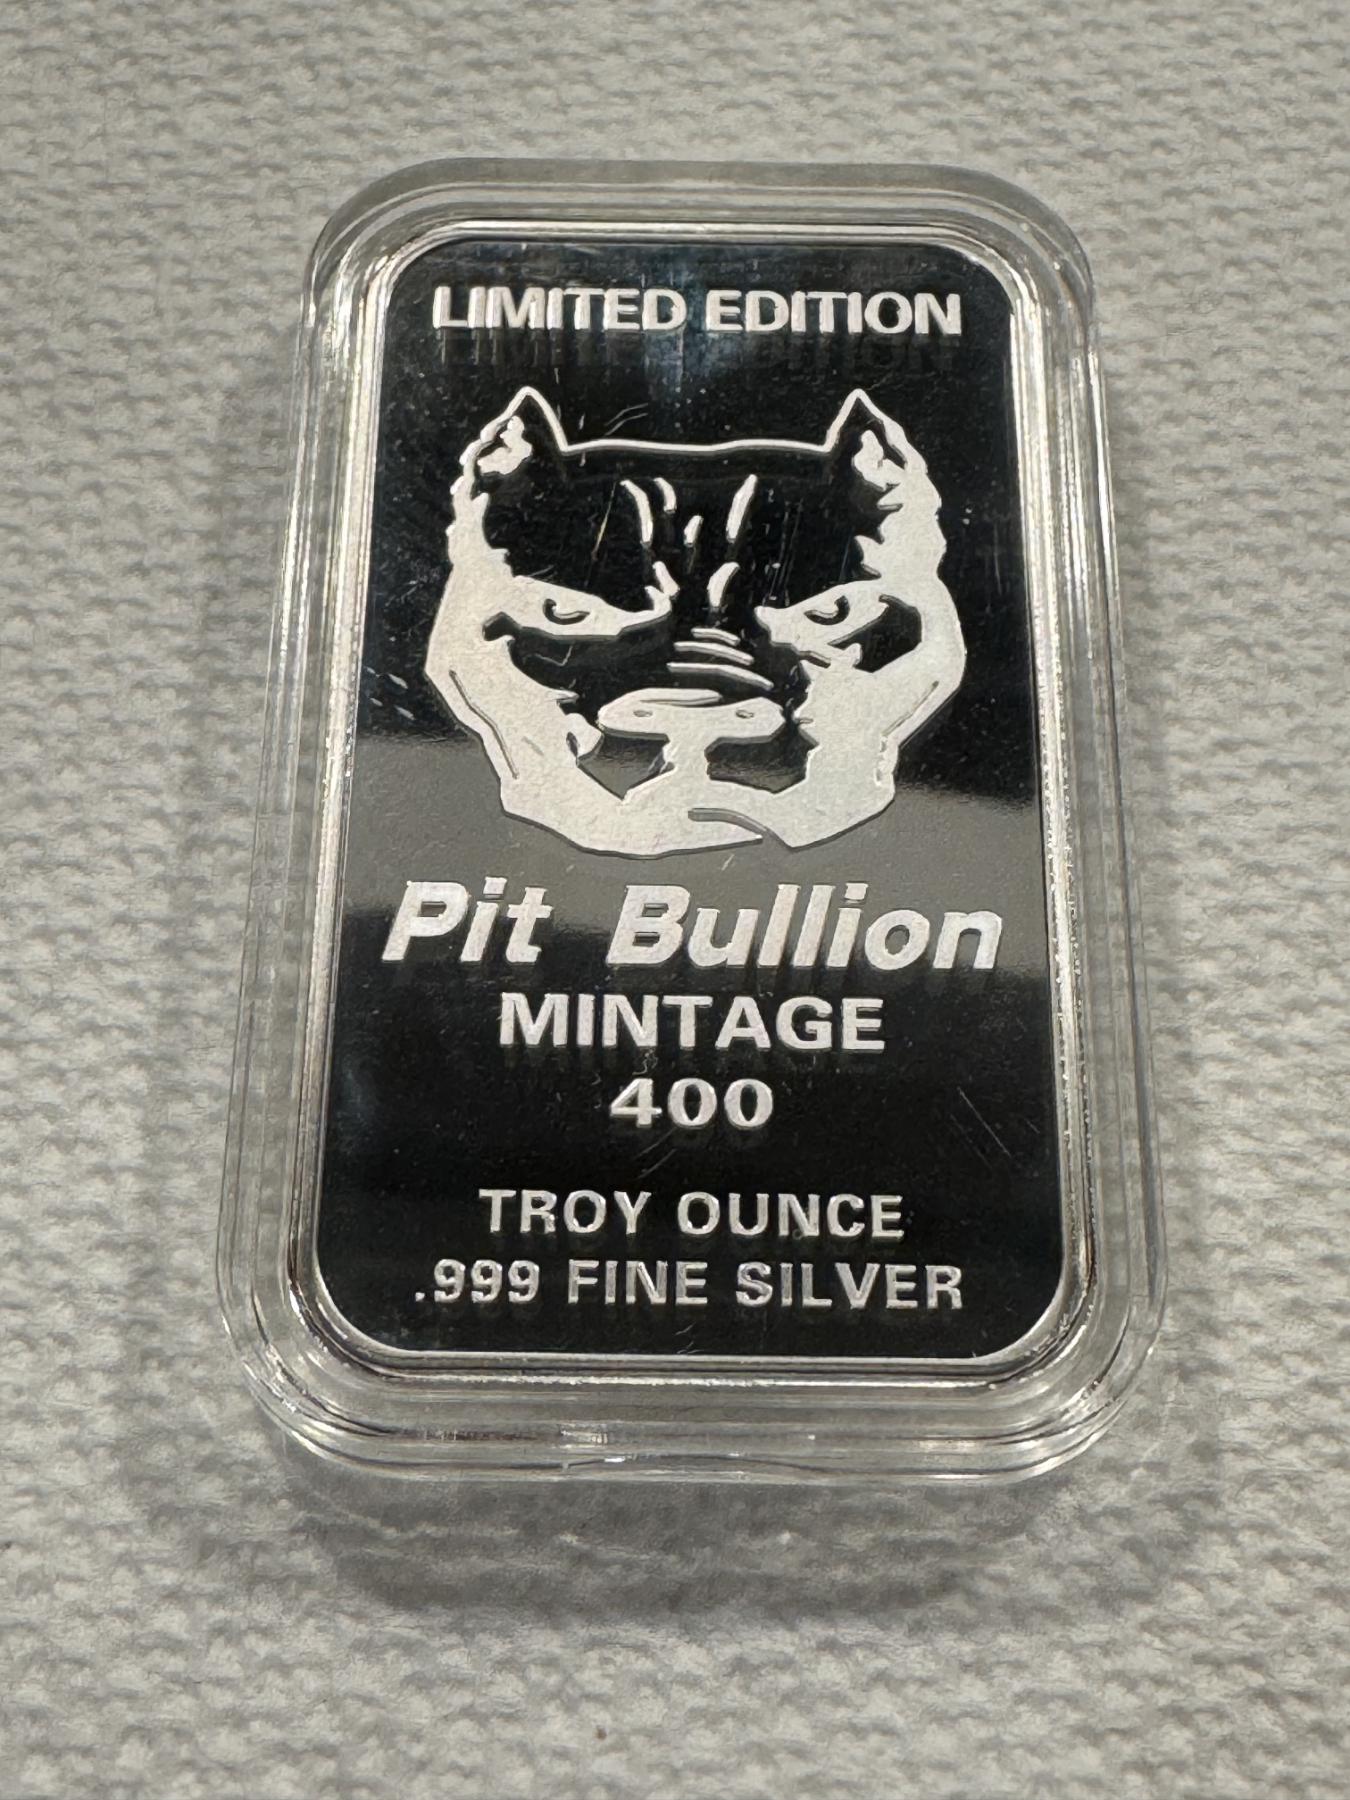 LIMITED EDITION
Pit Bullion
MINTAGE
400
TROY OUNCE
.999 FINE SILVER